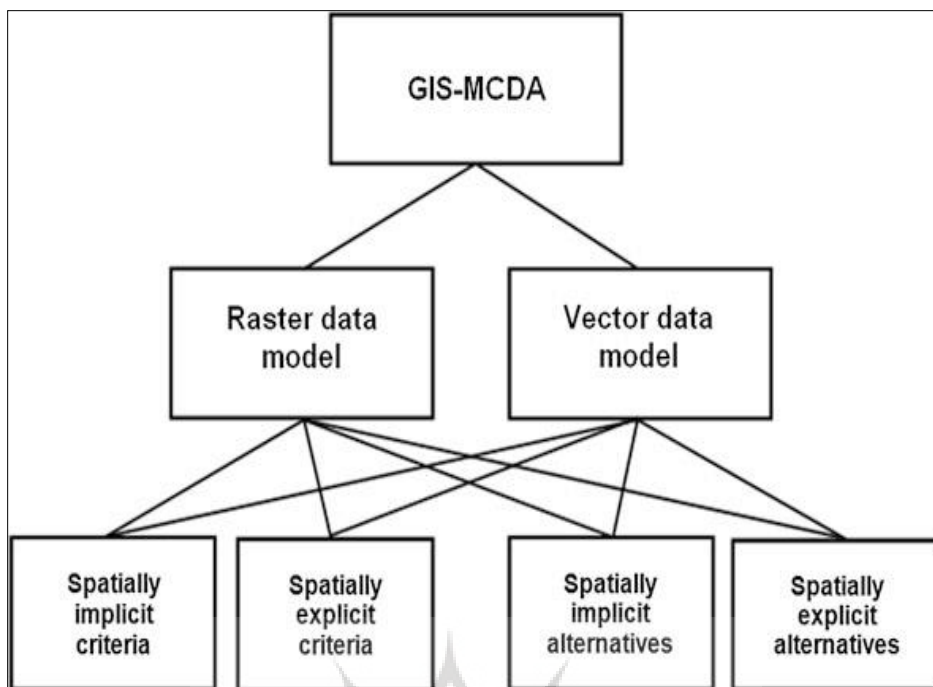 GIS-MCDA
Raster data
model
Vector data
model
Spatially
implicit
criteria
Spatially
explicit
criteria
Spatially
implicit
alternatives
Spatially
explicit
alternatives